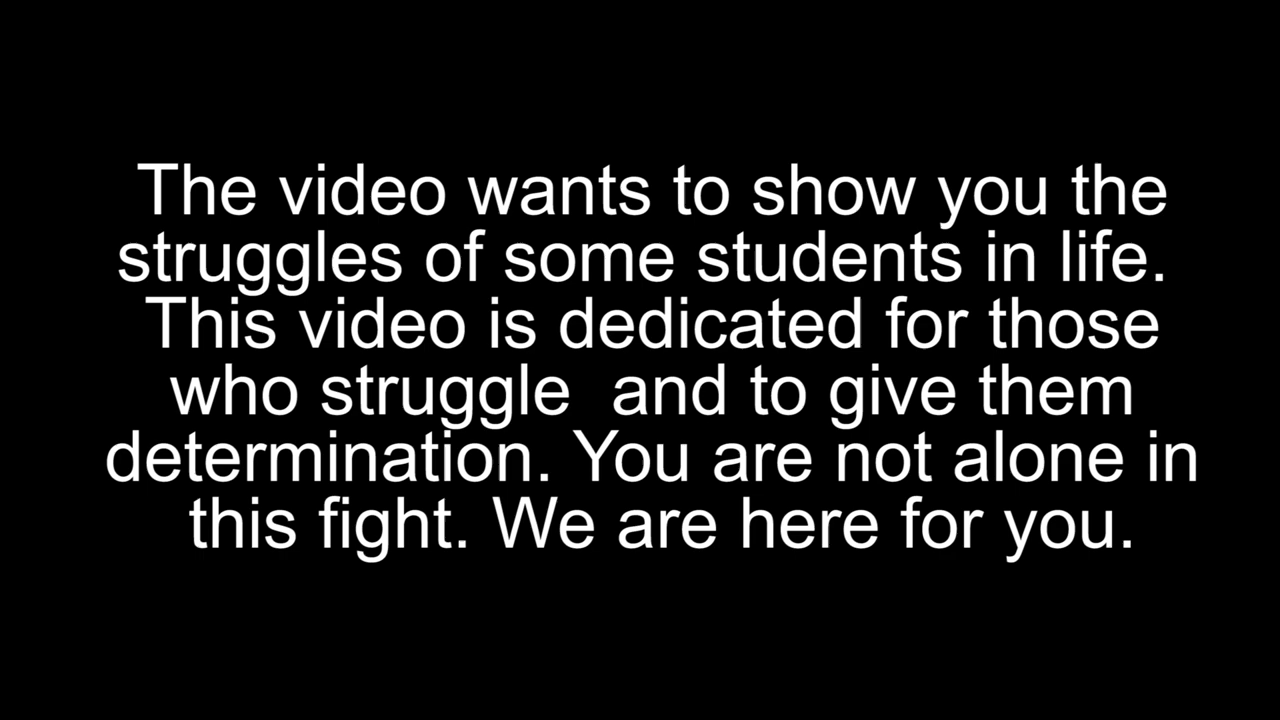 The video wants to show you the
struggles of some students in life.
This video is dedicated for those
who struggle  and to give them
determination. You are not alone in
this fight. We are here for you.